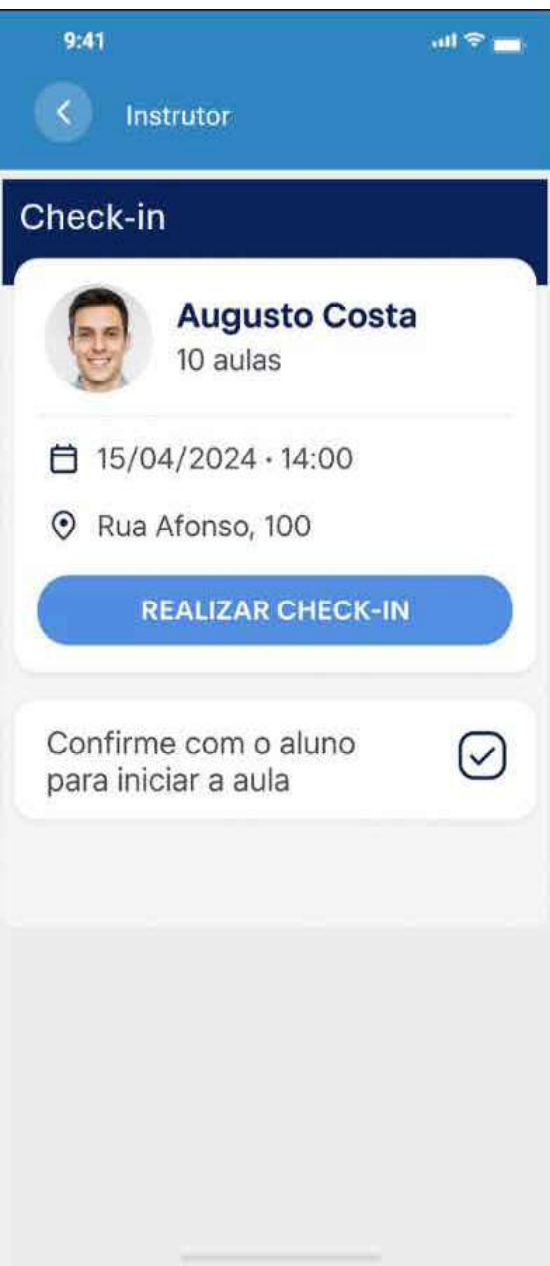 9:41
Instrutor
Check-in
Augusto Costa
10 aulas
15/04/2024 · 14:00
Rua Afonso, 100
REALIZAR CHECK-IN
Confirme com o aluno
para iniciar a aula